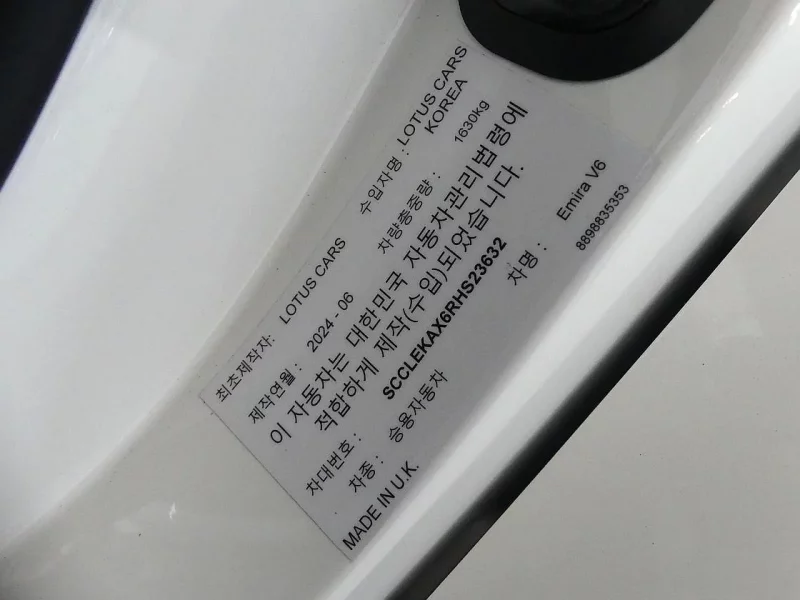 최초제작자: LOTUS CARS 수입자명 : LOTUS CARS KOREA
제작연월 : 2024 - 06 차량총중량 : 1630Kg
이 자동차는 대한민국 자동차관리법령에
적합하게 제작(수입)되었습니다.
차대번호 : SCCLEKAX6RHS23632
차종 : 승용자동차 차명 : Emira V6
MADE IN U.K. 8898835353